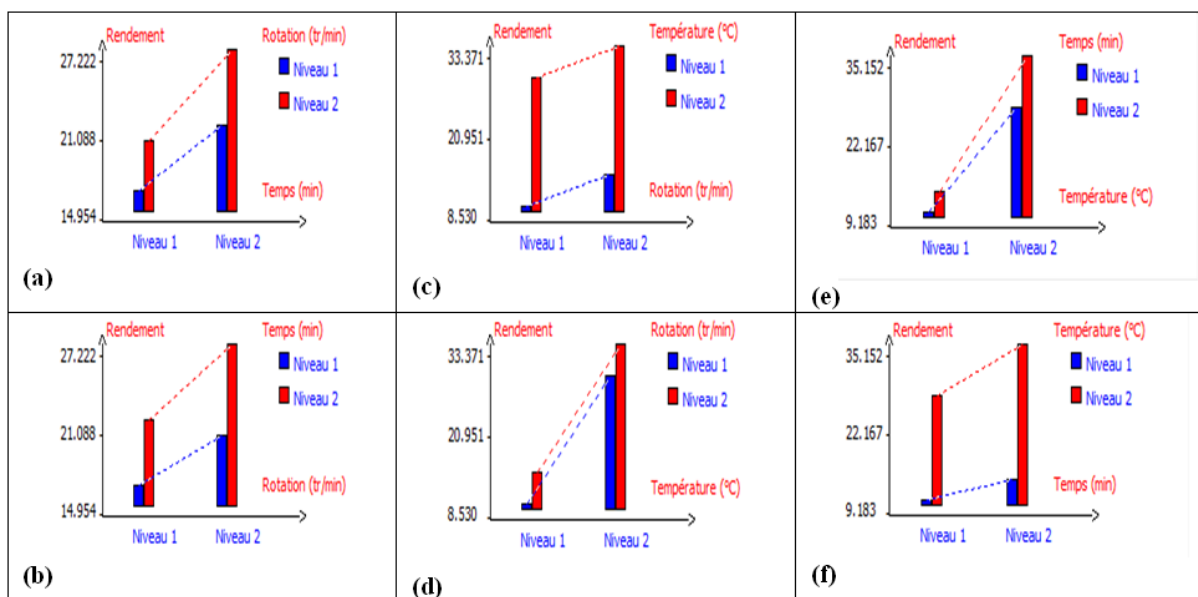 Rendement
Rotation (tr/min)
27.222
Niveau 1
Niveau 2
21.088
Temps (min)
14.954
Niveau 1 Niveau 2
(a)
Rendement
Température (°C)
33.371
Niveau 1
Niveau 2
20.951
Rotation (tr/min)
8.530
Niveau 1 Niveau 2
(c)
Rendement
Temps (min)
35.152
Niveau 1
Niveau 2
22.167
Température (°C)
9.183
Niveau 1 Niveau 2
(e)
Rendement
Temps (min)
27.222
Niveau 1
Niveau 2
21.088
Rotation (tr/min)
14.954
Niveau 1 Niveau 2
(b)
Rendement
Rotation (tr/min)
33.371
Niveau 1
Niveau 2
20.951
Température (°C)
8.530
Niveau 1 Niveau 2
(d)
Rendement
Température (°C)
35.152
Niveau 1
Niveau 2
22.167
Temps (min)
9.183
Niveau 1 Niveau 2
(f)